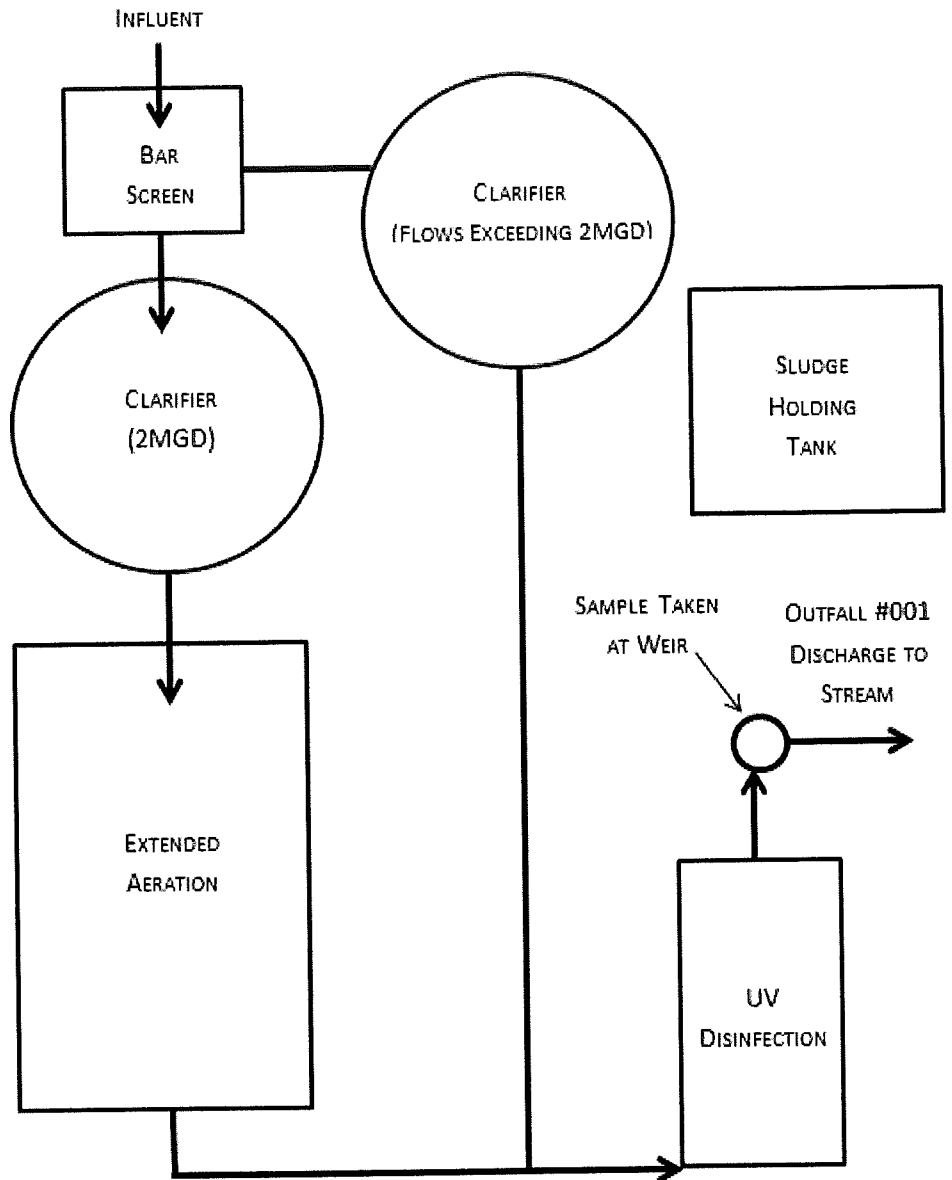 INFLUENT
BAR
SCREEN
CLARIFIER
(FLOWS EXCEEDING 2MGD)
CLARIFIER
(2MGD)
SLUDGE
HOLDING
TANK
SAMPLE TAKEN
AT WEIR
OUTFALL #001
DISCHARGE TO
STREAM
EXTENDED
AERATION
UV
DISINFECTION